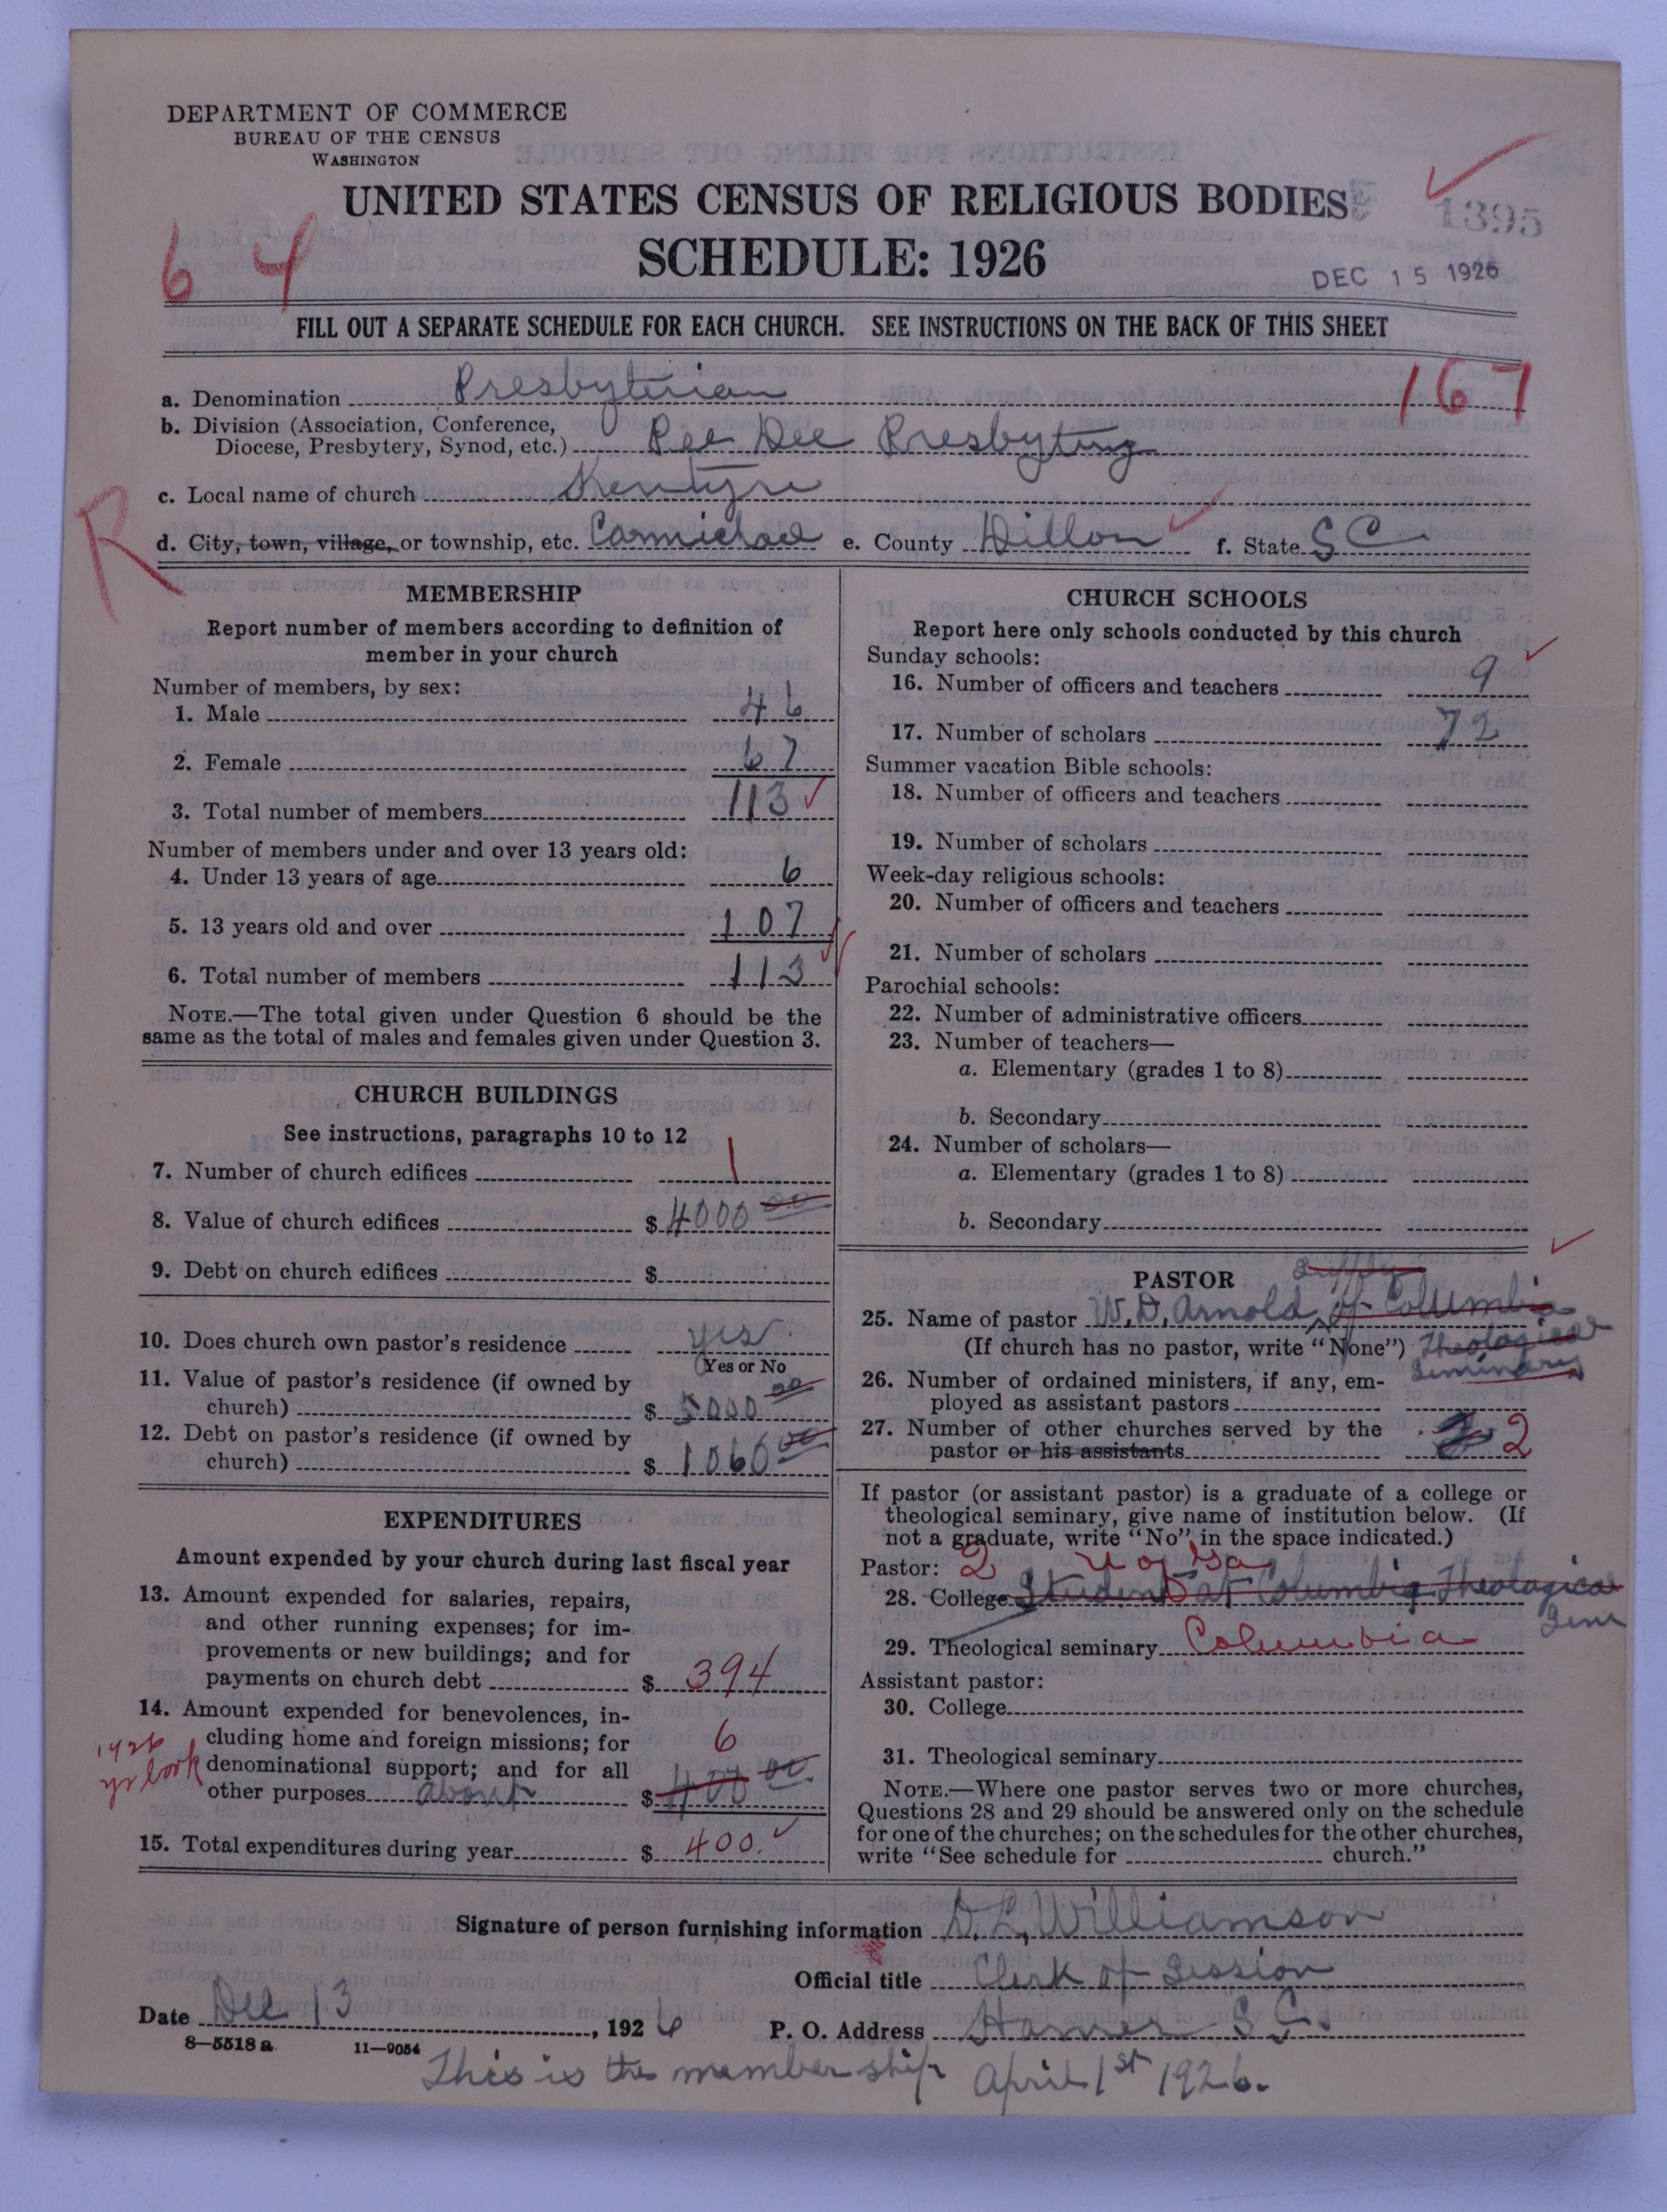 DEPARTMENT OF COMMERCE
BUREAU OF THE CENSUS
WASHINGTON
UNITED STATES CENSUS OF RELIGIOUS BODIES
1395
SCHEDULE: 1926
64
DEC 15 1926
FILL OUT A SEPARATE SCHEDULE FOR EACH CHURCH. SEE INSTRUCTIONS ON THE BACK OF THIS SHEET
167
a. Denomination Presbyterian
b. Division (Association, Conference,
Diocese, Presbytery, Synod, etc.) Pee Dee Presbytery
c. Local name of church Kentyre
R
d. City, town, village, or township, etc. Carmichael e. County Dillon f. State S C
MEMBERSHIP
Report number of members according to definition of
member in your church
Number of members, by sex:
1. Male 46
2. Female 67
3. Total number of members 113
Number of members under and over 13 years old:
4. Under 13 years of age 6
5. 13 years old and over 107
6. Total number of members 113
NOTE.—The total given under Question 6 should be the
same as the total of males and females given under Question 3.
CHURCH BUILDINGS
See instructions, paragraphs 10 to 12
7. Number of church edifices 1
8. Value of church edifices $ 4000 00
9. Debt on church edifices $
10. Does church own pastor's residence yes
(Yes or No
11. Value of pastor's residence (if owned by
church) $ 5000 00
12. Debt on pastor's residence (if owned by
church) $ 1060 00
EXPENDITURES
Amount expended by your church during last fiscal year
13. Amount expended for salaries, repairs,
and other running expenses; for im-
provements or new buildings; and for
payments on church debt $ 394
14. Amount expended for benevolences, in-
cluding home and foreign missions; for 6
denominational support; and for all
other purposes about $ 400 00
1926
yr book
15. Total expenditures during year $ 400.
CHURCH SCHOOLS
Report here only schools conducted by this church
Sunday schools:
16. Number of officers and teachers 9
17. Number of scholars 72
Summer vacation Bible schools:
18. Number of officers and teachers
19. Number of scholars
Week-day religious schools:
20. Number of officers and teachers
21. Number of scholars
Parochial schools:
22. Number of administrative officers
23. Number of teachers—
a. Elementary (grades 1 to 8)
b. Secondary
24. Number of scholars—
a. Elementary (grades 1 to 8)
b. Secondary
PASTOR
Supply
25. Name of pastor W. D. Arnold, of Columbia
(If church has no pastor, write "None") Theological
Seminary
26. Number of ordained ministers, if any, em-
ployed as assistant pastors
27. Number of other churches served by the
pastor or his assistants 2
If pastor (or assistant pastor) is a graduate of a college or
theological seminary, give name of institution below. (If
not a graduate, write "No" in the space indicated.)
Pastor: 2 U of Ga
28. College Student at Columbia Theological
Sem
29. Theological seminary Columbia
Assistant pastor:
30. College
31. Theological seminary
NOTE.—Where one pastor serves two or more churches,
Questions 28 and 29 should be answered only on the schedule
for one of the churches; on the schedules for the other churches,
write "See schedule for church."
Signature of person furnishing information D. L. Williamson
Official title Clerk of Session
Date Dec 13, 1926 P. O. Address Hamer S. C.
8—5518 a 11—9054
This is the membership April 1st 1926.